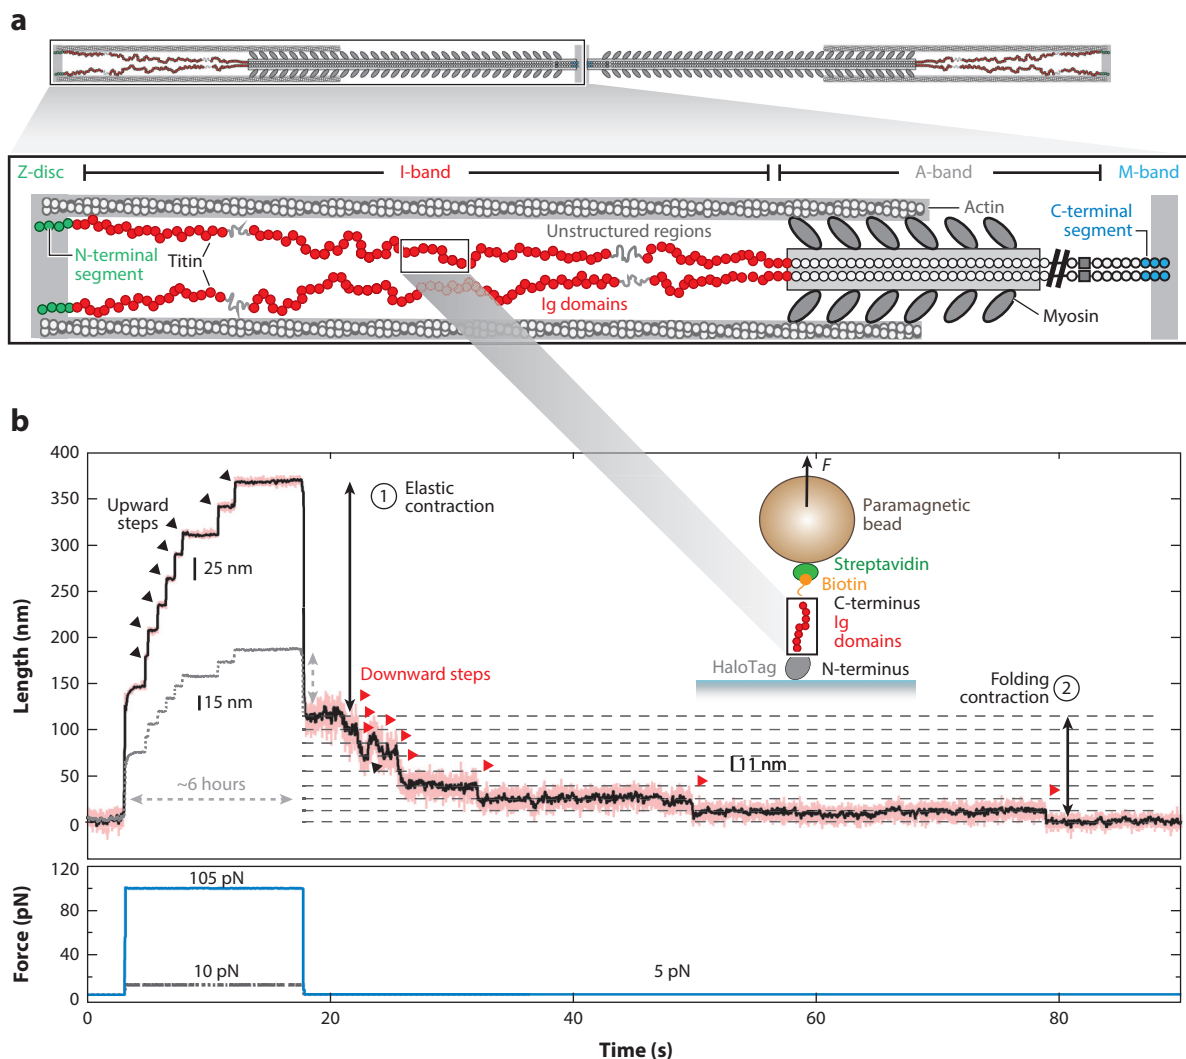 a
Z-disc
I-band
A-band
M-band
Actin
C-terminal
segment
Unstructured regions
N-terminal
segment
Titin
Ig domains
Myosin
b
400
350
300
250
200
150
100
50
0
Length (nm)
Upward
steps
25 nm
15 nm
~6 hours
1 Elastic
contraction
Downward steps
F
Paramagnetic
bead
Streptavidin
Biotin
C-terminus
Ig
domains
HaloTag
N-terminus
Folding
contraction 2
11 nm
120
80
40
0
Force (pN)
105 pN
10 pN
5 pN
0 20 40 60 80
Time (s)